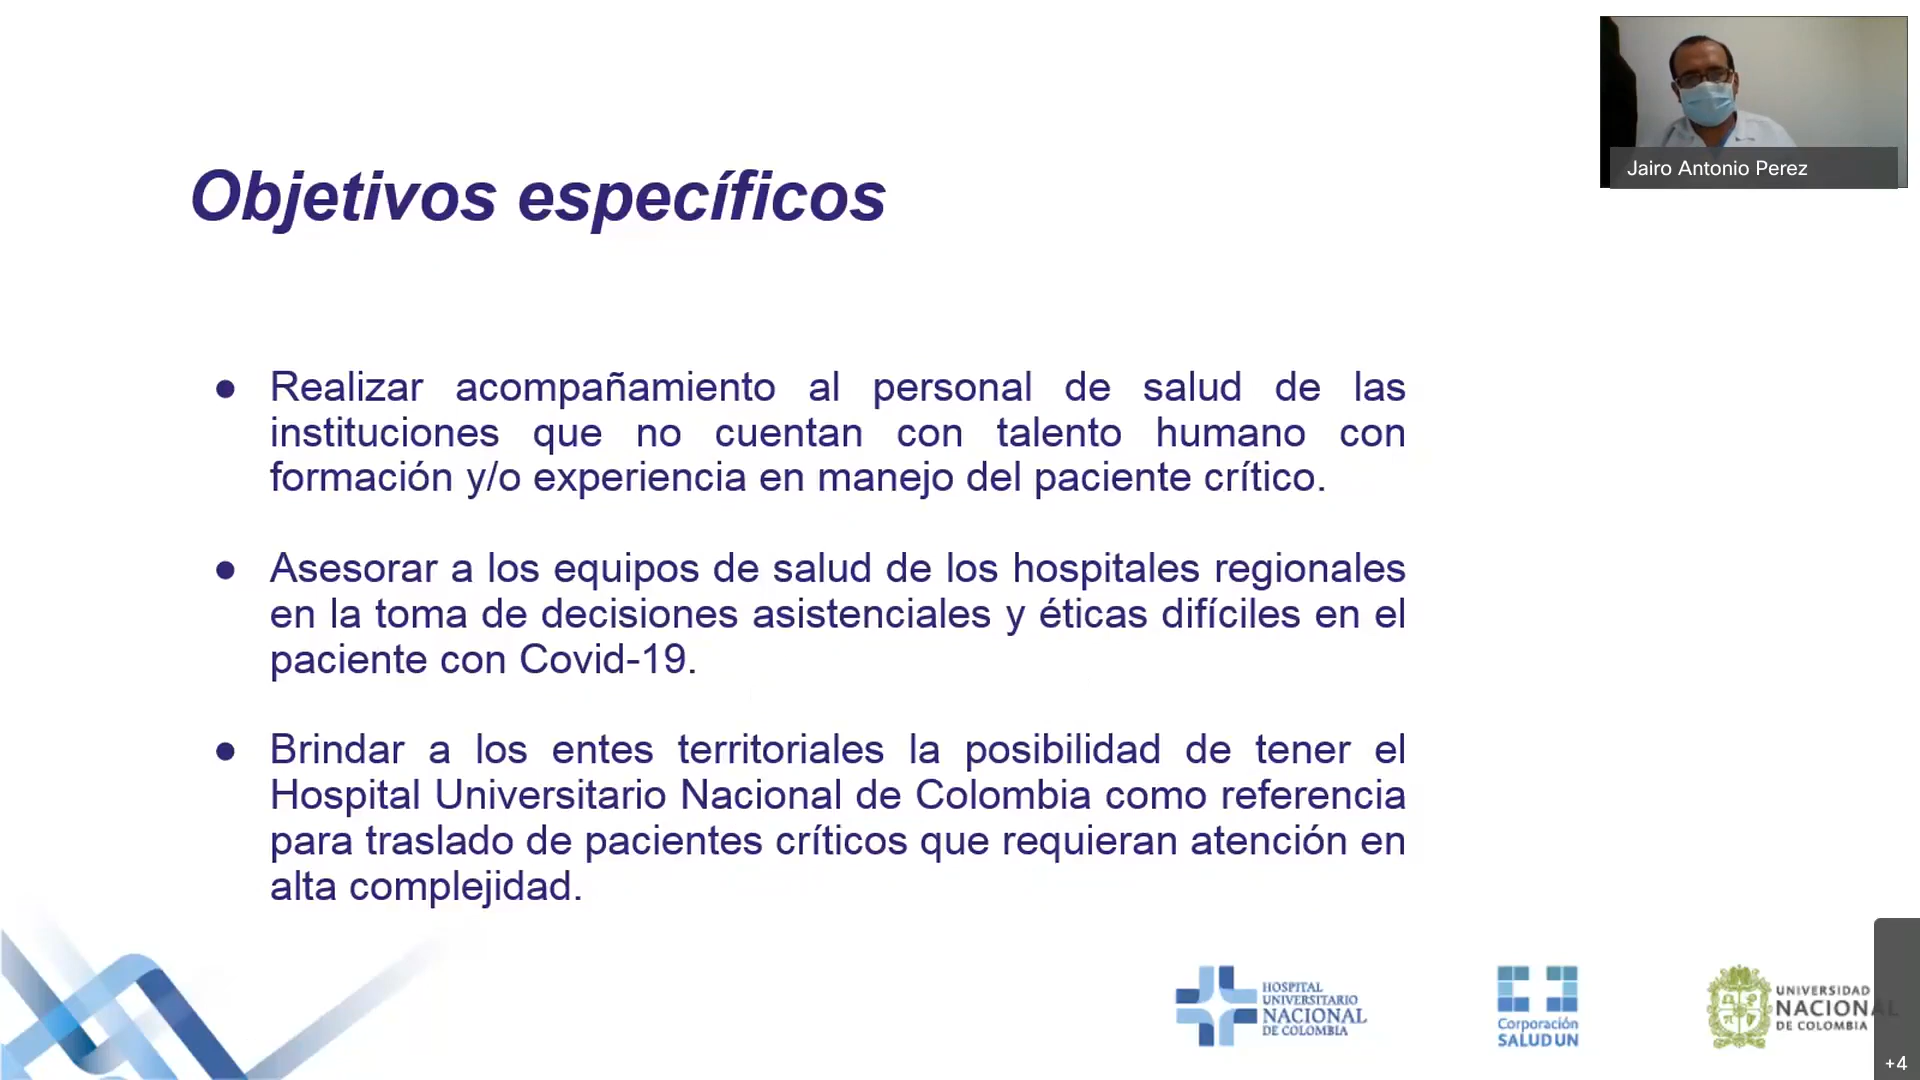 Jairo Antonio Perez
Objetivos específicos
● Realizar acompañamiento al personal de salud de las
instituciones que no cuentan con talento humano con
formación y/o experiencia en manejo del paciente crítico.
● Asesorar a los equipos de salud de los hospitales regionales
en la toma de decisiones asistenciales y éticas difíciles en el
paciente con Covid-19.
● Brindar a los entes territoriales la posibilidad de tener el
Hospital Universitario Nacional de Colombia como referencia
para traslado de pacientes críticos que requieran atención en
alta complejidad.
HOSPITAL
UNIVERSITARIO
NACIONAL
DE COLOMBIA
Corporación
SALUD UN
UNIVERSIDAD
NACIONAL
DE COLOMBIA
+4